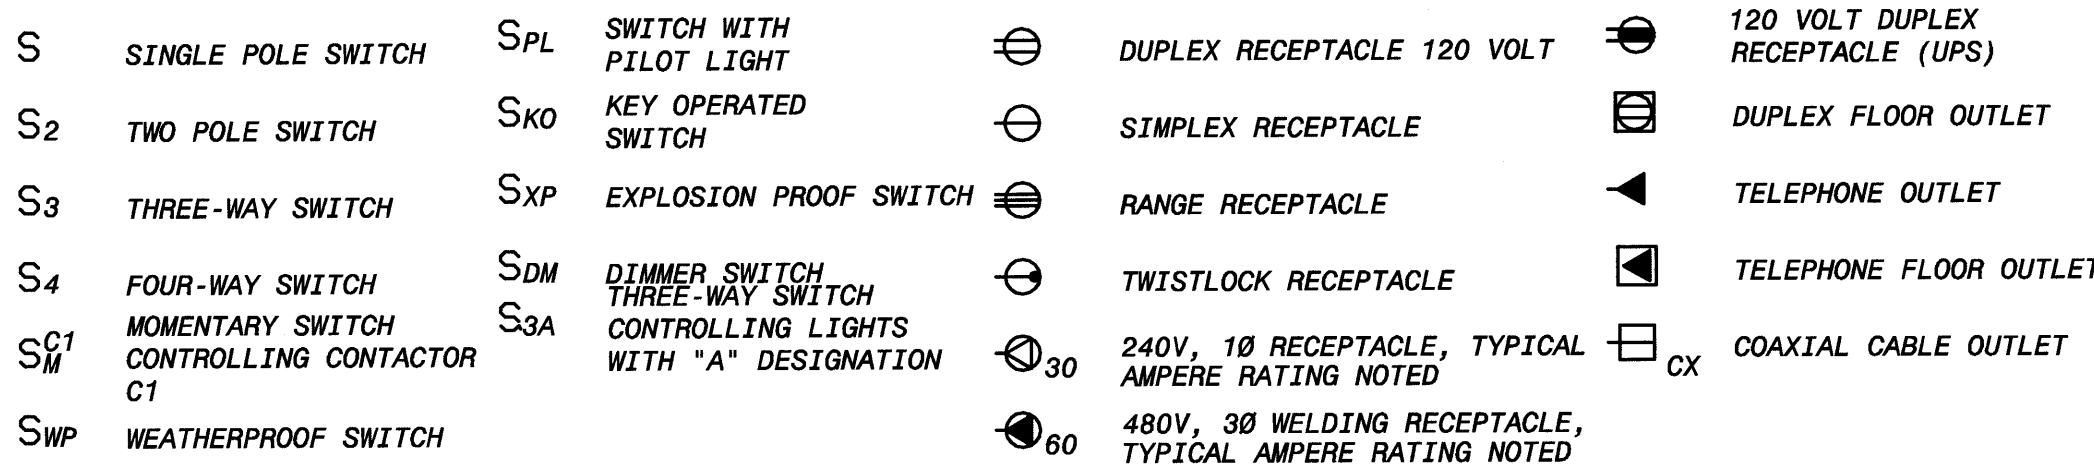 S SINGLE POLE SWITCH
S2 TWO POLE SWITCH
S3 THREE-WAY SWITCH
S4 FOUR-WAY SWITCH
SM C1 MOMENTARY SWITCH
CONTROLLING CONTACTOR
C1
SWP WEATHERPROOF SWITCH
SPL SWITCH WITH
PILOT LIGHT
SKO KEY OPERATED
SWITCH
SXP EXPLOSION PROOF SWITCH
SDM DIMMER SWITCH
S3A THREE-WAY SWITCH
CONTROLLING LIGHTS
WITH "A" DESIGNATION
DUPLEX RECEPTACLE 120 VOLT
SIMPLEX RECEPTACLE
RANGE RECEPTACLE
TWISTLOCK RECEPTACLE
30 240V, 1Ø RECEPTACLE, TYPICAL
AMPERE RATING NOTED
60 480V, 3Ø WELDING RECEPTACLE,
TYPICAL AMPERE RATING NOTED
120 VOLT DUPLEX
RECEPTACLE (UPS)
DUPLEX FLOOR OUTLET
TELEPHONE OUTLET
TELEPHONE FLOOR OUTLET
CX COAXIAL CABLE OUTLET